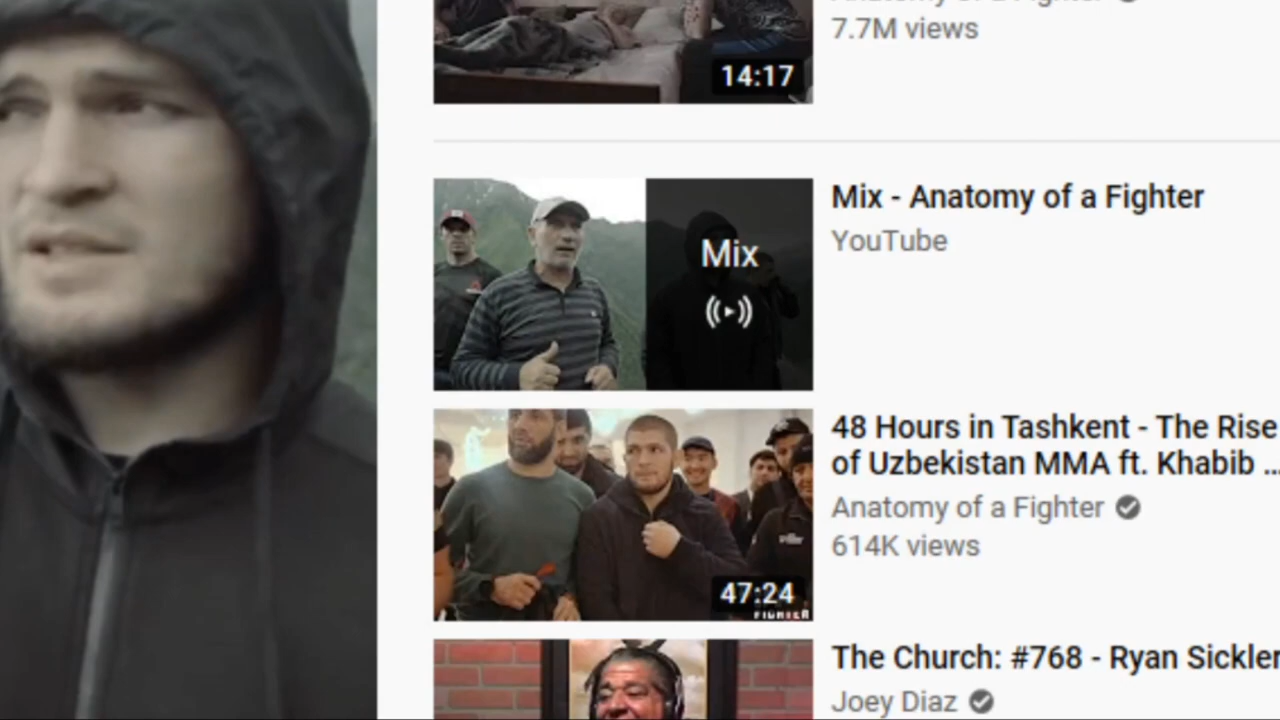 7.7M views
14:17
Mix - Anatomy of a Fighter
YouTube
Mix
48 Hours in Tashkent - The Rise
of Uzbekistan MMA ft. Khabib ...
Anatomy of a Fighter
614K views
47:24
FIGHTER
The Church: #768 - Ryan Sickler
Joey Diaz